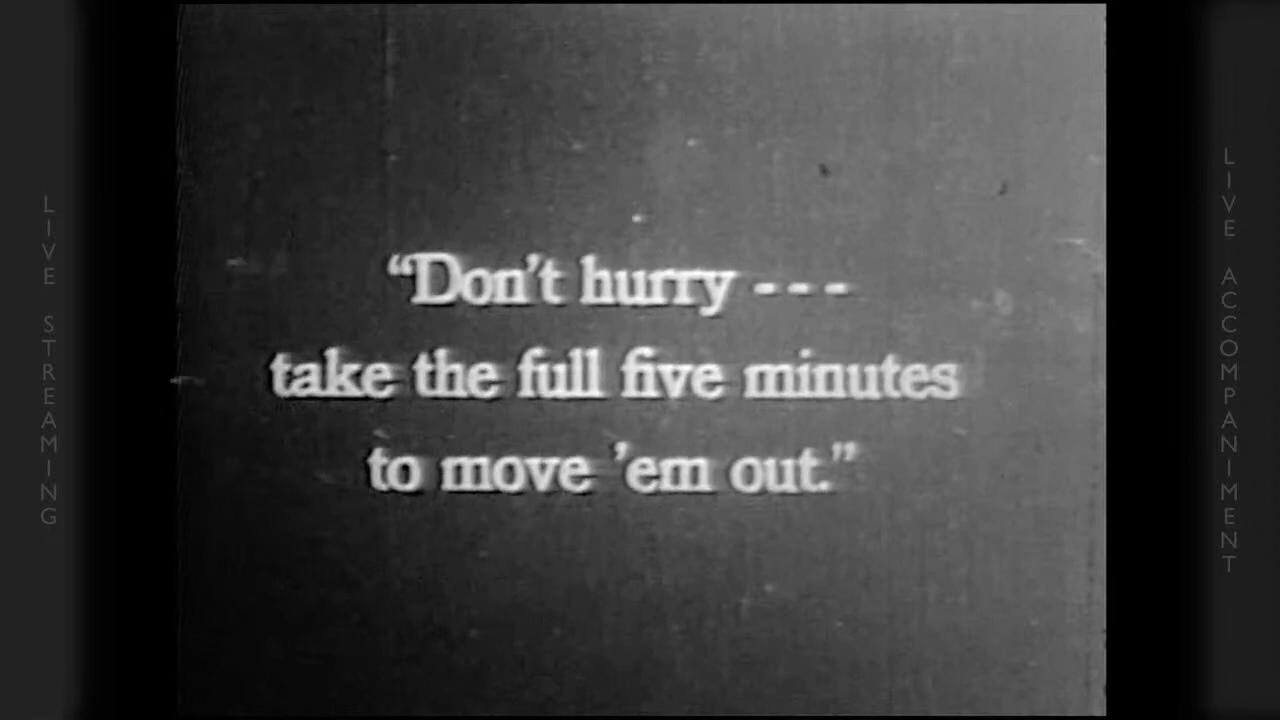 LIVE STREAMING
“Don't hurry ---
take the full five minutes
to move 'em out.”
LIVE ACCOMPANIMENT